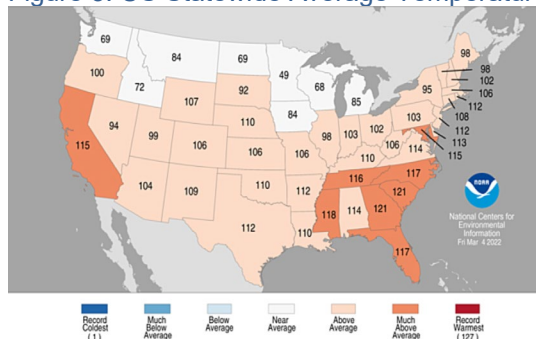 Figure US Statewide Average Temperatur
69
84
69
49
68
85
98
98
102
106
112
108
112
113
115
100
72
107
92
110
84
95
103
115
94
99
106
106
106
98
103
102
110
106
114
104
109
110
112
116
117
121
112
110
118
114
121
117
NOAA
National Centers for
Environmental
Information
Fri Mar 4 2022
Record
Coldest
(1)
Much
Below
Average
Below
Average
Near
Average
Above
Average
Much
Above
Average
Record
Warmest
(127)